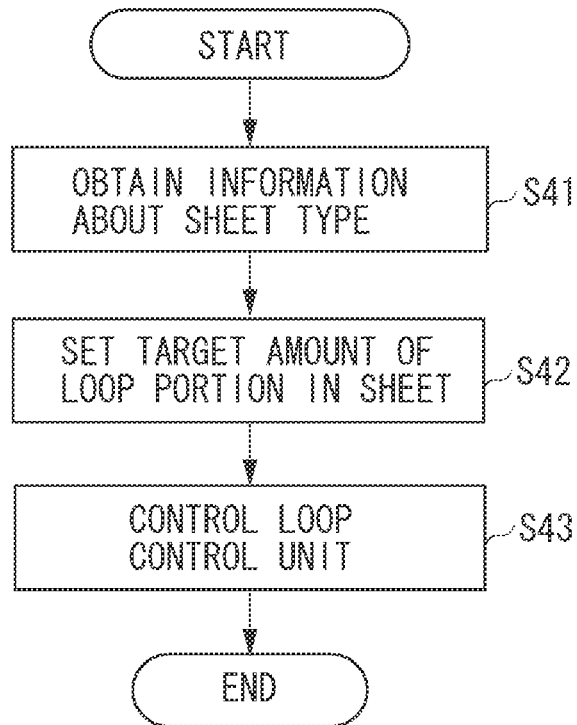 START
OBTAIN INFORMATION
ABOUT SHEET TYPE
S41
SET TARGET AMOUNT OF
LOOP PORTION IN SHEET
S42
CONTROL LOOP
CONTROL UNIT
S43
END